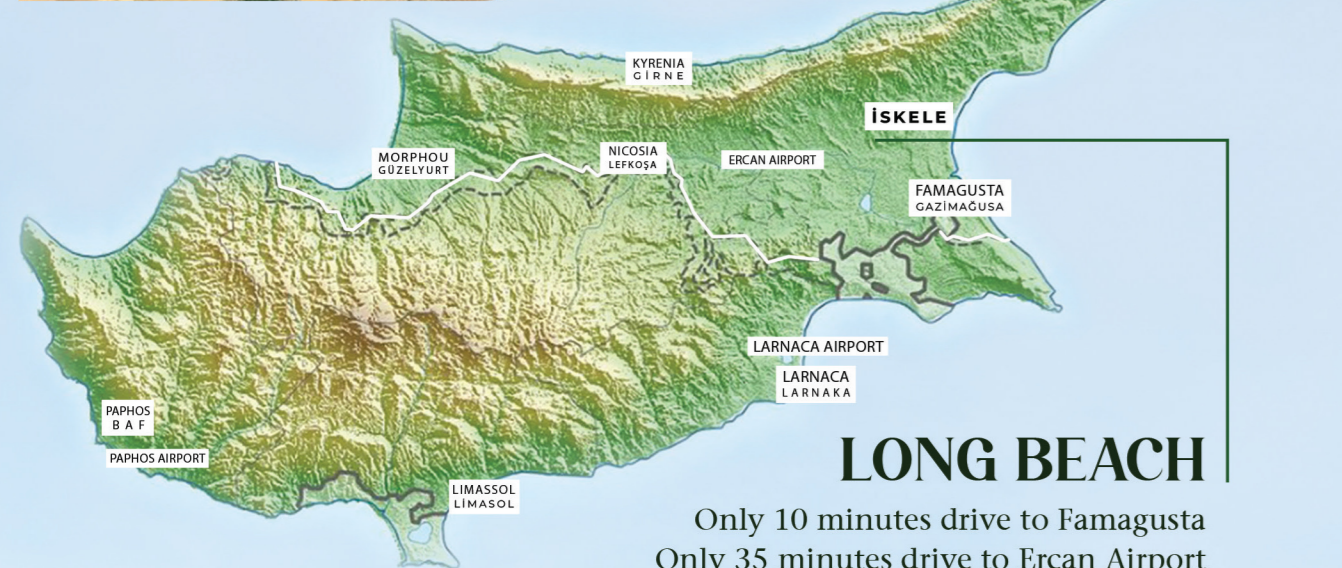 KYRENIA
GİRNE
İSKELE
MORPHOU
GÜZELYURT
NICOSIA
LEFKOŞA
ERCAN AIRPORT
FAMAGUSTA
GAZİMAĞUSA
LARNACA AIRPORT
LARNACA
LARNAKA
PAPHOS
BAF
PAPHOS AIRPORT
LIMASSOL
LİMASOL
LONG BEACH
Only 10 minutes drive to Famagusta
Only 35 minutes drive to Ercan Airport